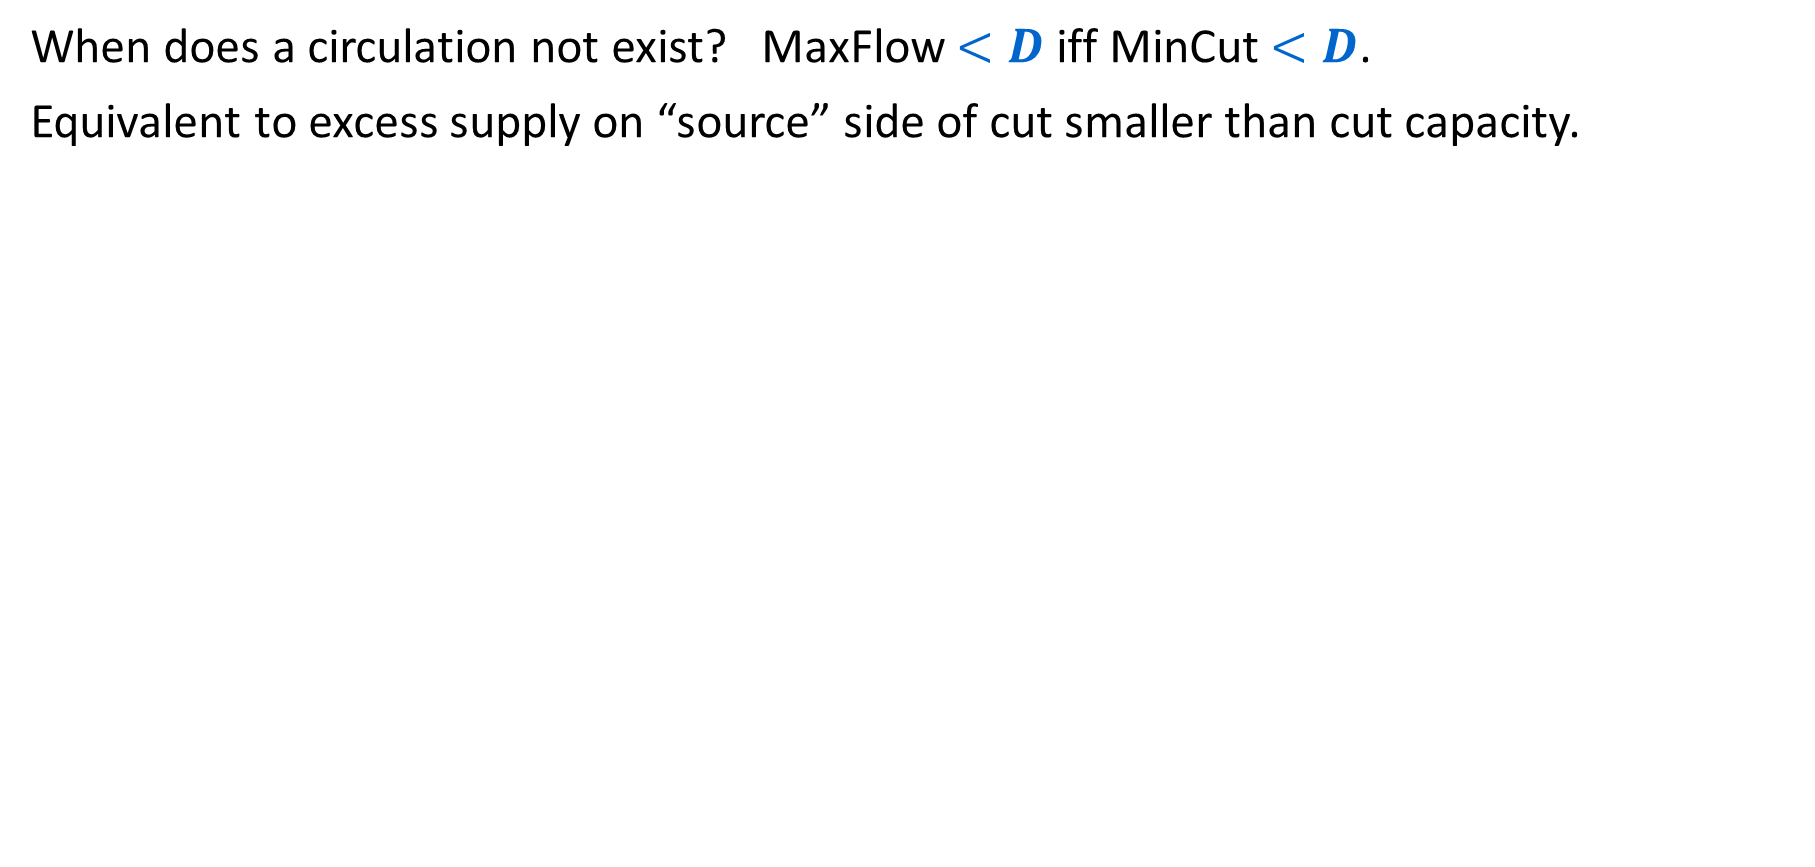 When does a circulation not exist? MaxFlow < D iff MinCut < D.
Equivalent to excess supply on “source” side of cut smaller than cut capacity.